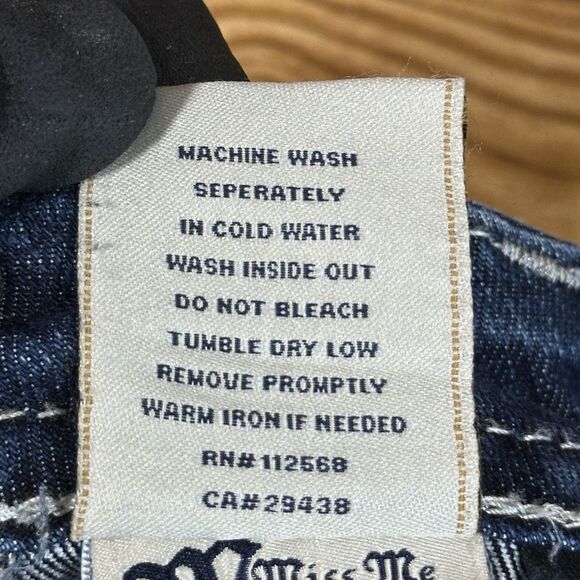 MACHINE WASH
SEPERATELY
IN COLD WATER
WASH INSIDE OUT
DO NOT BLEACH
TUMBLE DRY LOW
REMOVE PROMPTLY
WARM IRON IF NEEDED
RN#112568
CA#29438
Miss Me